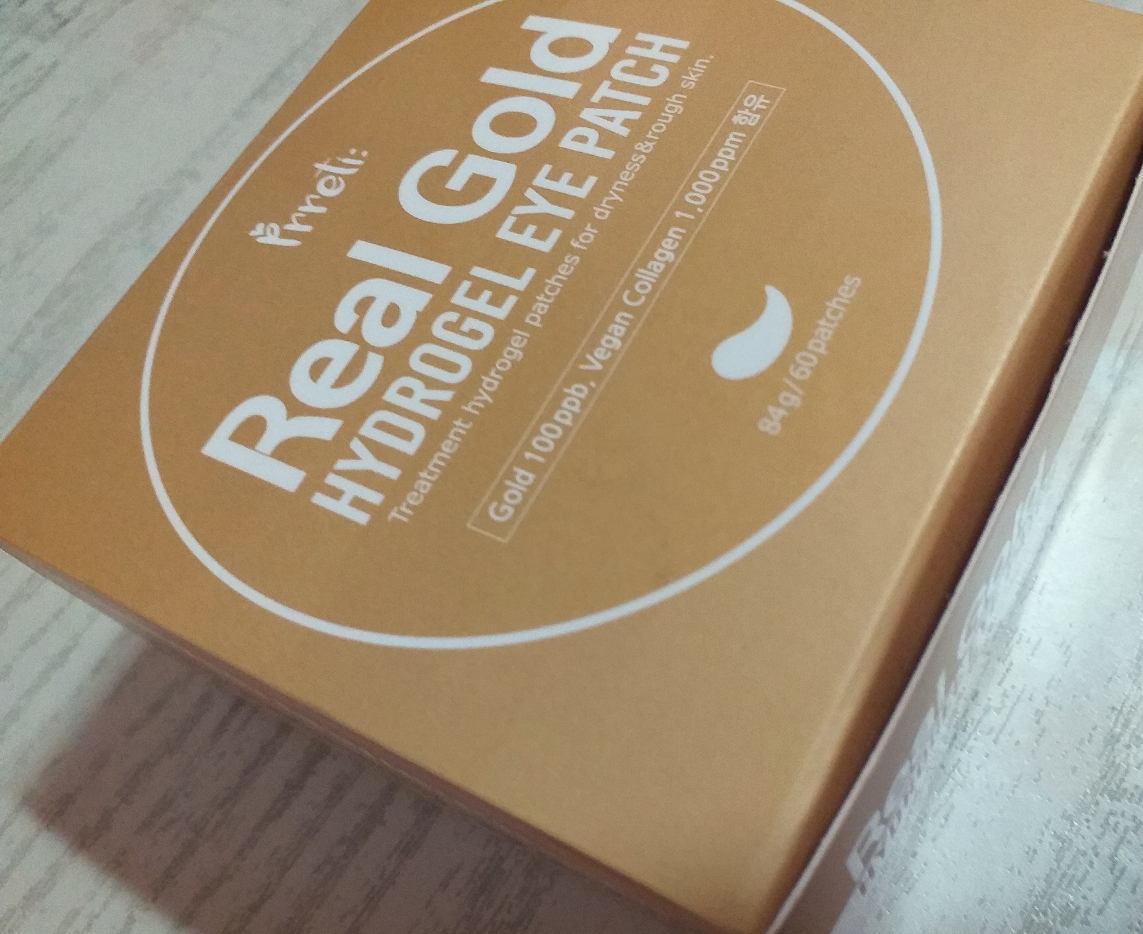 Prreti:
Real Gold
HYDROGEL EYE PATCH
Treatment hydrogel patches for dryness&rough skin.
Gold 100ppb, Vegan Collagen 1,000ppm 함유
84g/60patches